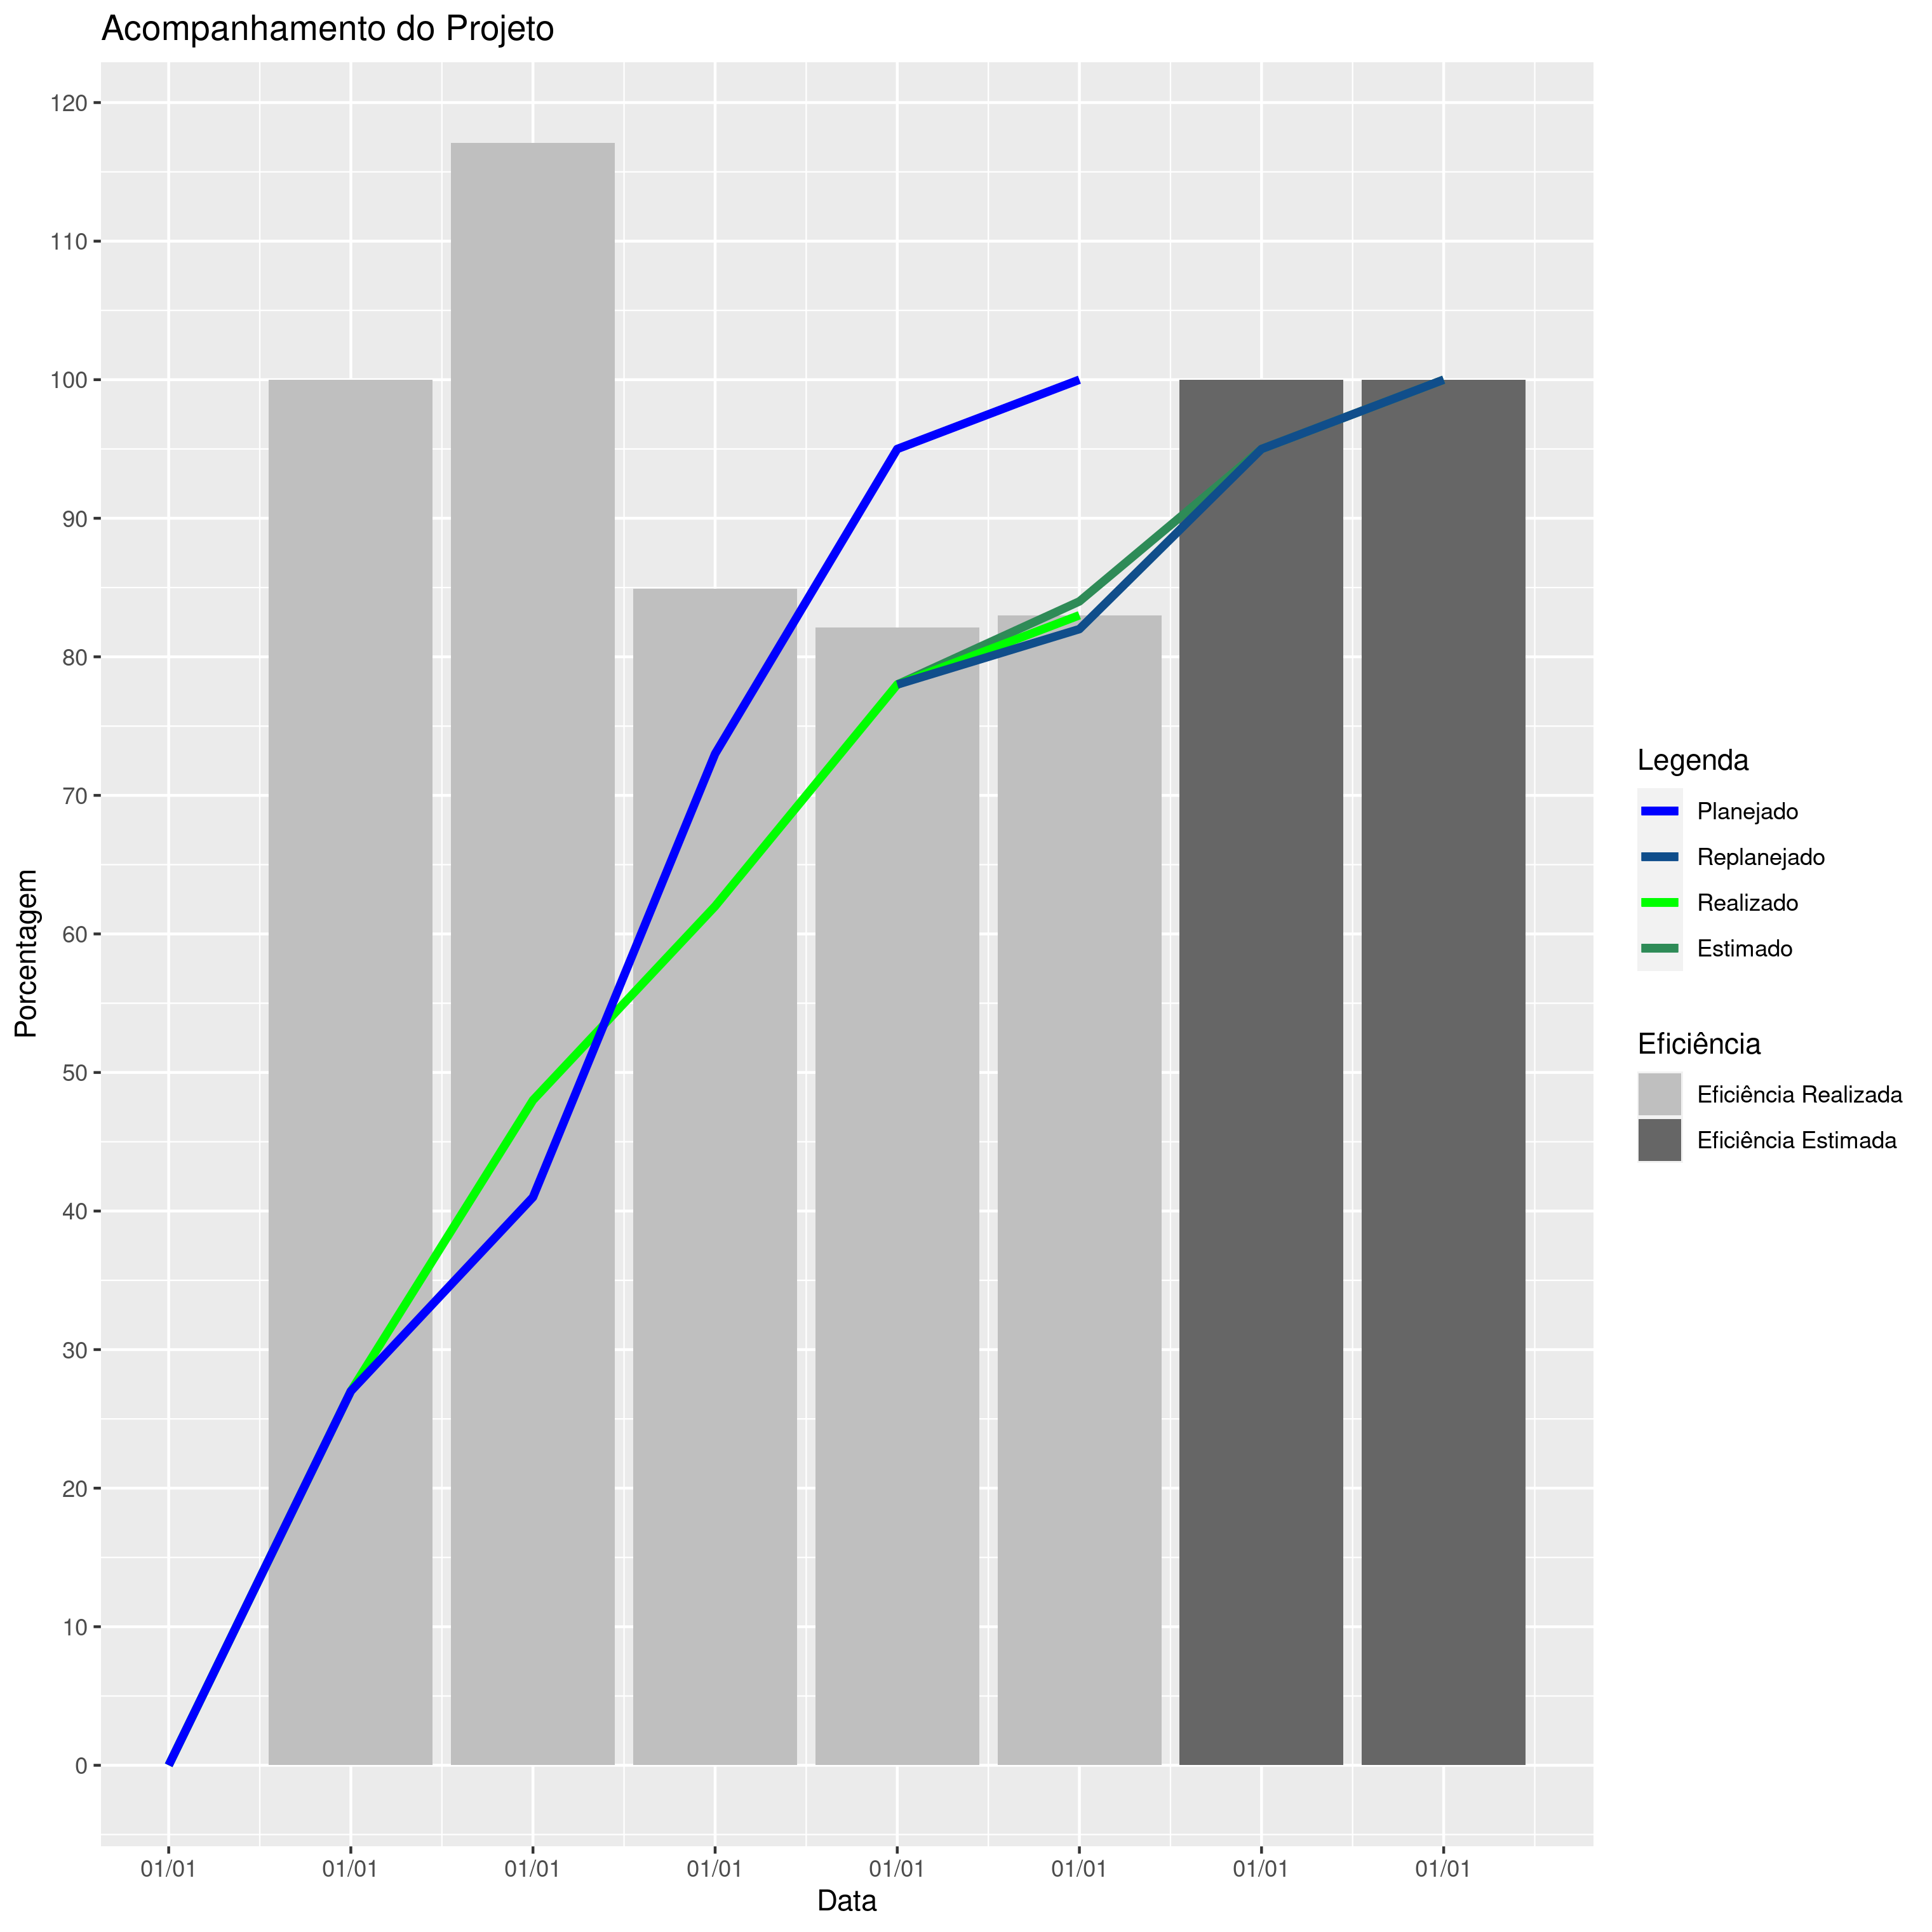 Acompanhamento do Projeto
120
110
100
90
80
70
60
50
40
30
20
10
0
Porcentagem
01/01 01/01 01/01 01/01 01/01 01/01 01/01 01/01
Data
Legenda
Planejado
Replanejado
Realizado
Estimado
Eficiência
Eficiência Realizada
Eficiência Estimada